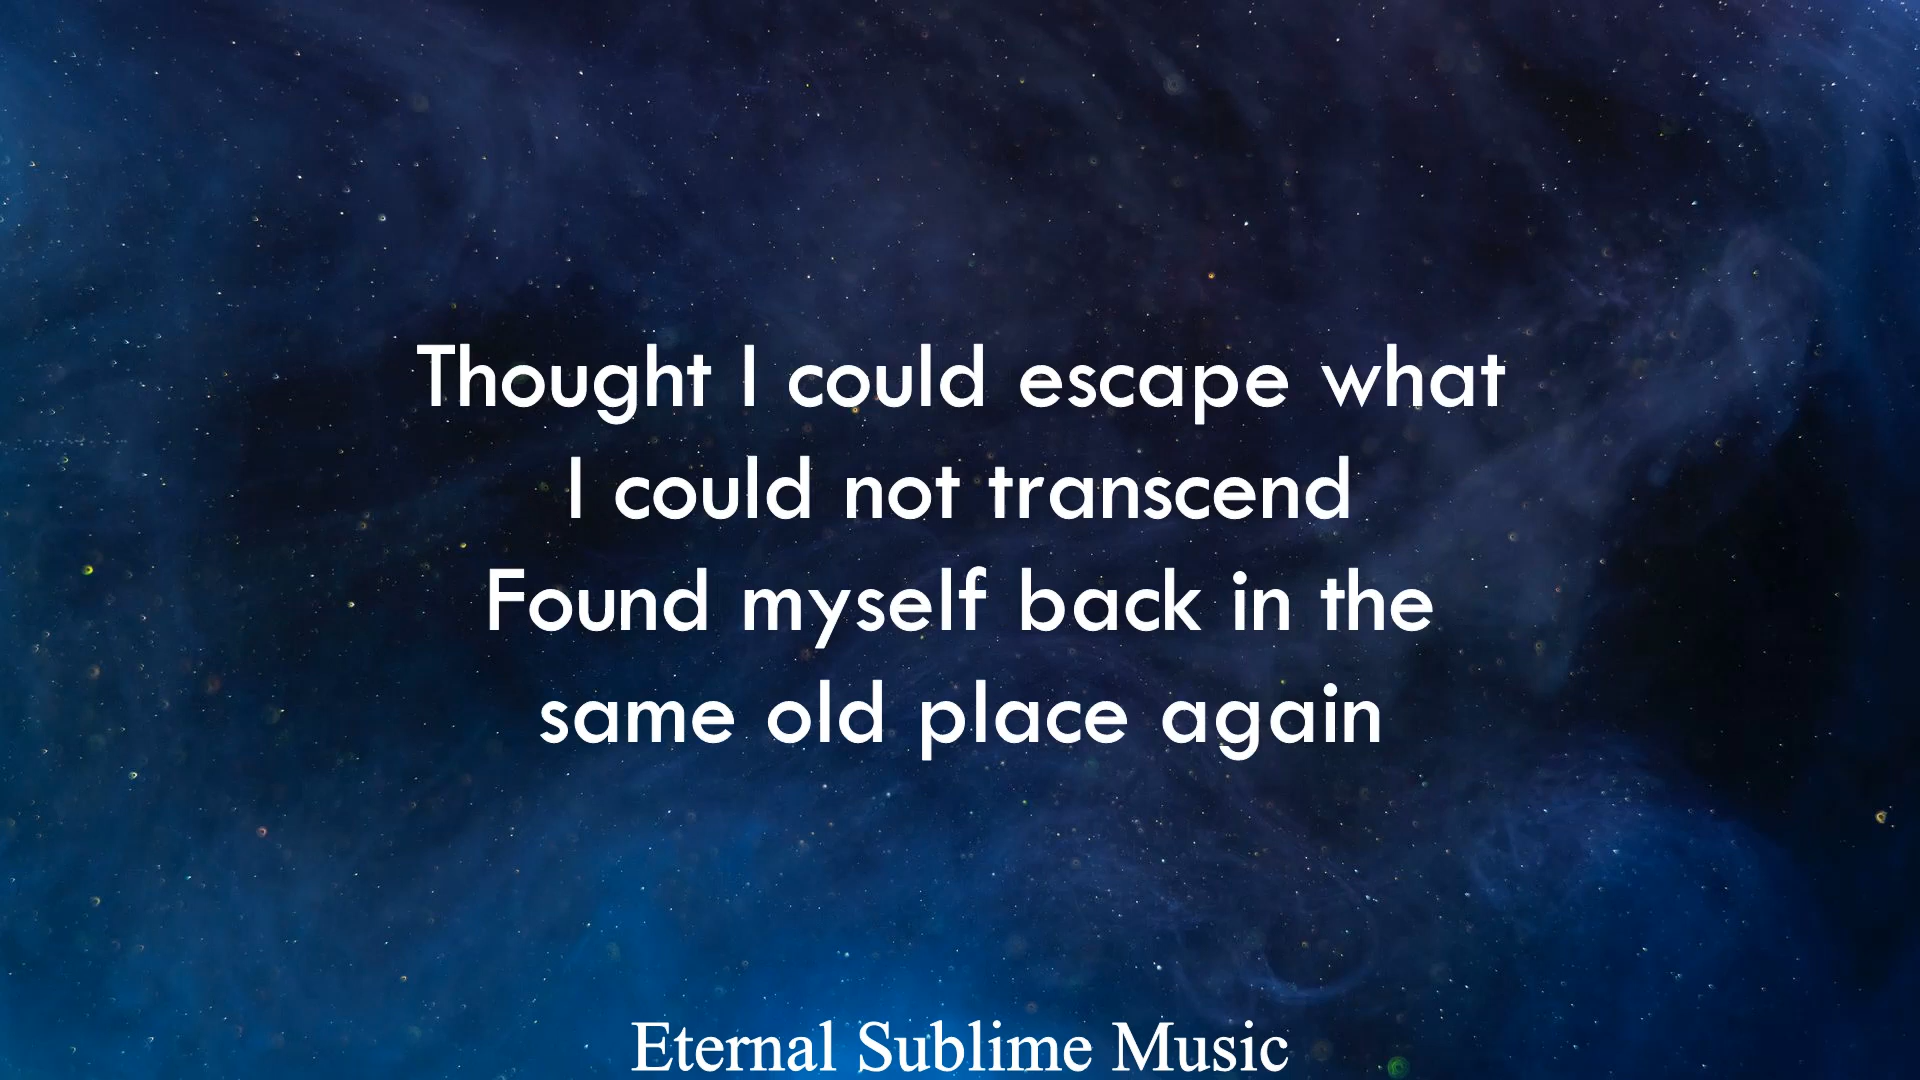 Thought I could escape what
I could not transcend
Found myself back in the
same old place again
Eternal Sublime Music